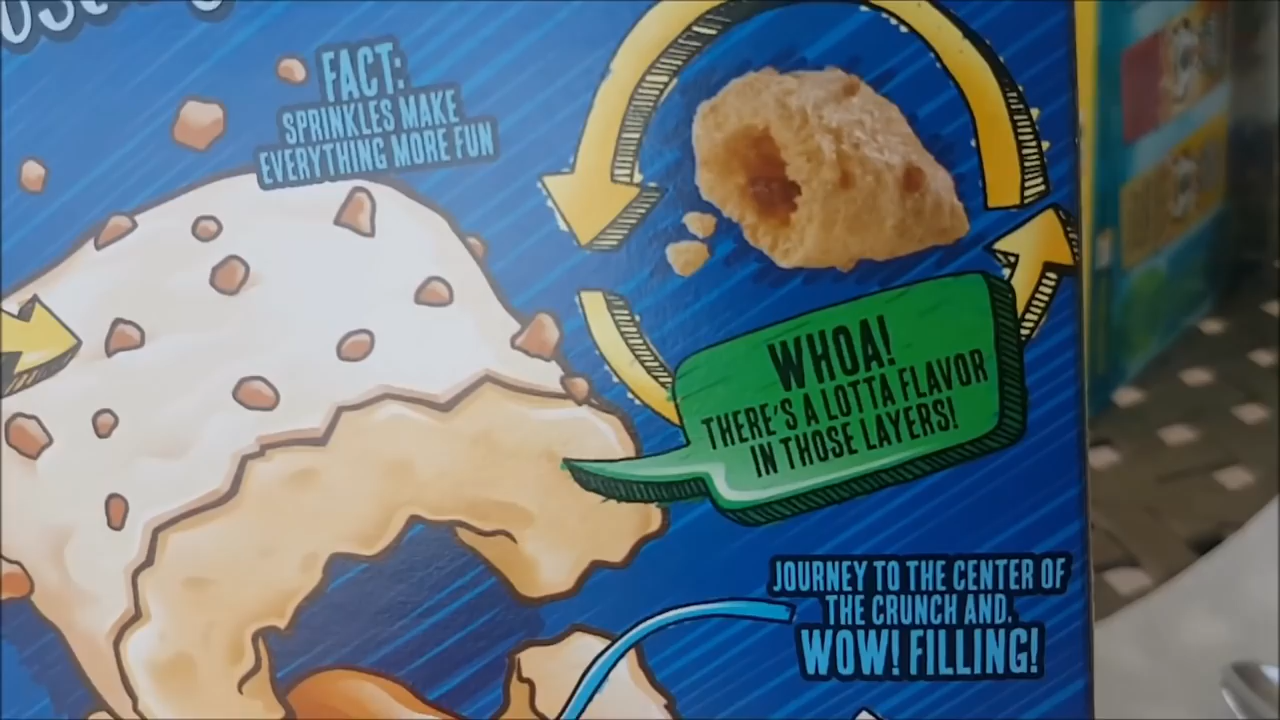 FACT:
SPRINKLES MAKE
EVERYTHING MORE FUN
WHOA!
THERE'S A LOTTA FLAVOR
IN THOSE LAYERS!
JOURNEY TO THE CENTER OF
THE CRUNCH AND.
WOW! FILLING!